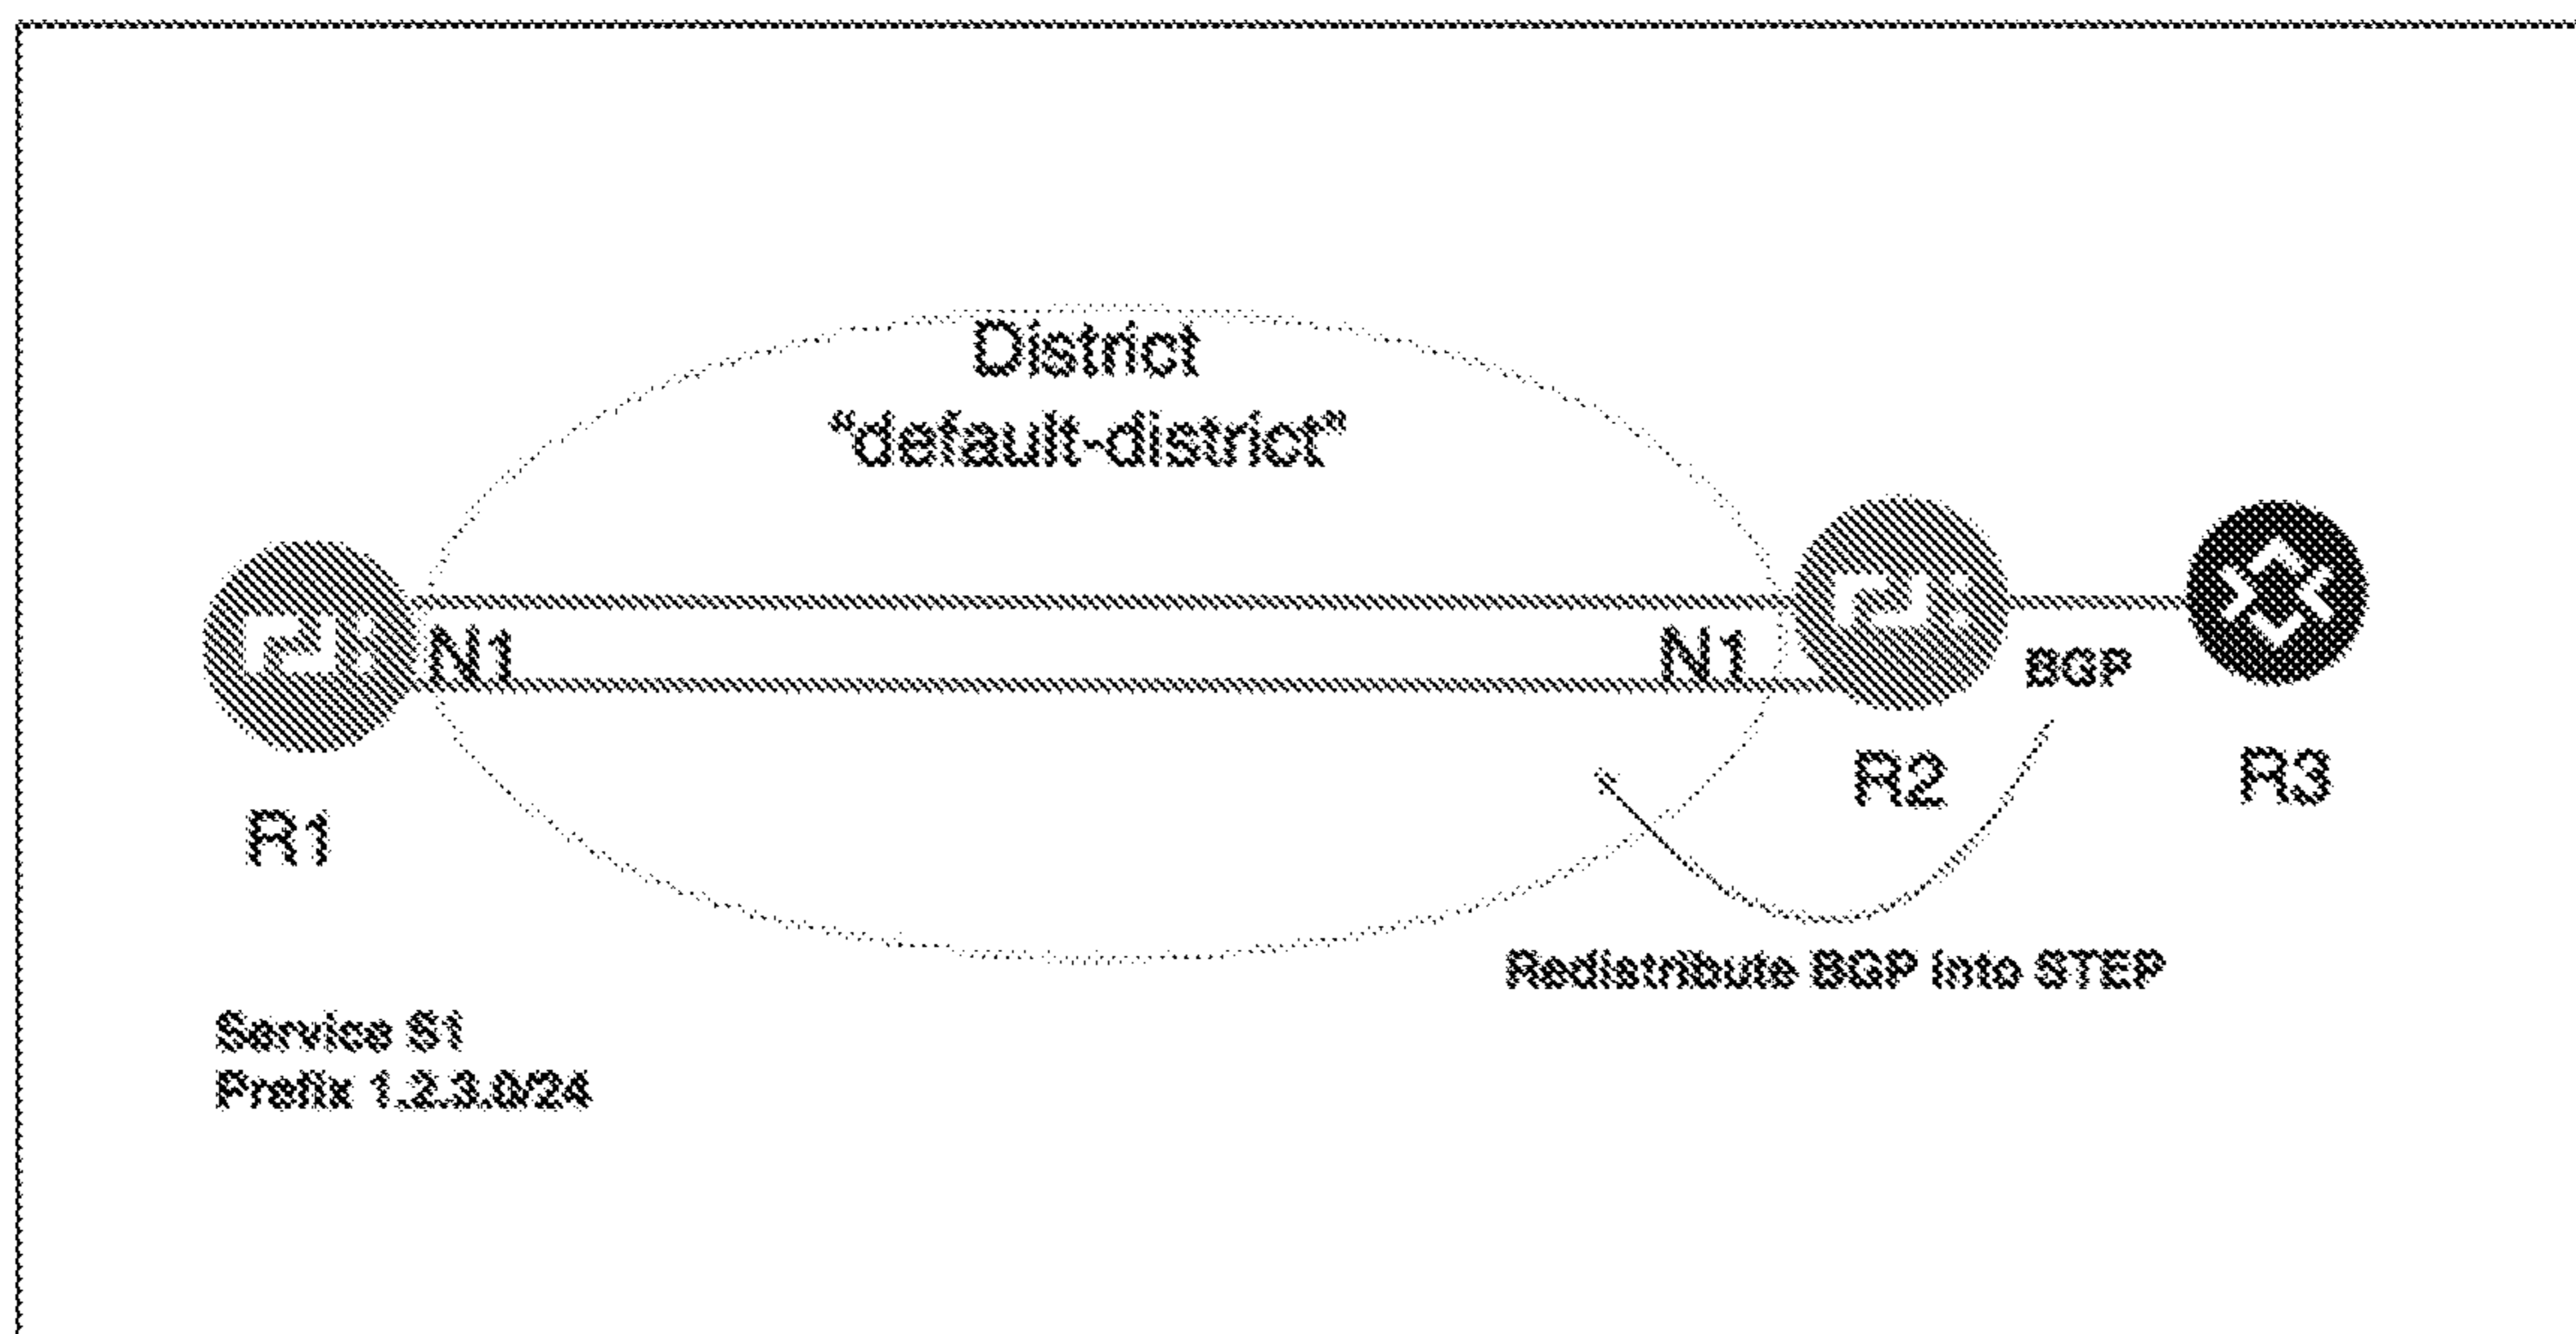 District
“default-district”
N1
N1
BGP
R1
R2
R3
Redistribute BGP into STEP
Service S1
Prefix 1.2.3.0/24